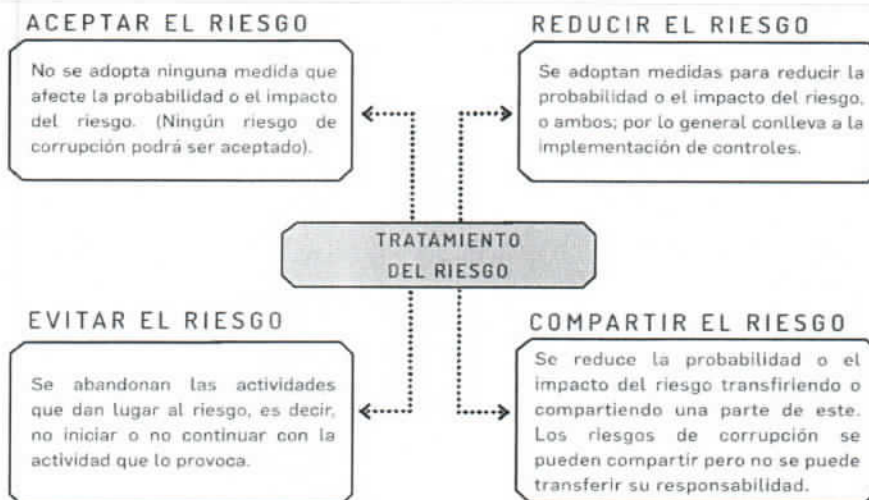 ACEPTAR EL RIESGO
No se adopta ninguna medida que
afecte la probabilidad o el impacto
del riesgo. (Ningún riesgo de
corrupción podrá ser aceptado).
REDUCIR EL RIESGO
Se adoptan medidas para reducir la
probabilidad o el impacto del riesgo,
o ambos; por lo general conlleva a la
implementación de controles.
TRATAMIENTO
DEL RIESGO
EVITAR EL RIESGO
Se abandonan las actividades
que dan lugar al riesgo, es decir,
no iniciar o no continuar con la
actividad que lo provoca.
COMPARTIR EL RIESGO
Se reduce la probabilidad o el
impacto del riesgo transfiriendo o
compartiendo una parte de este.
Los riesgos de corrupción se
pueden compartir pero no se puede
transferir su responsabilidad.